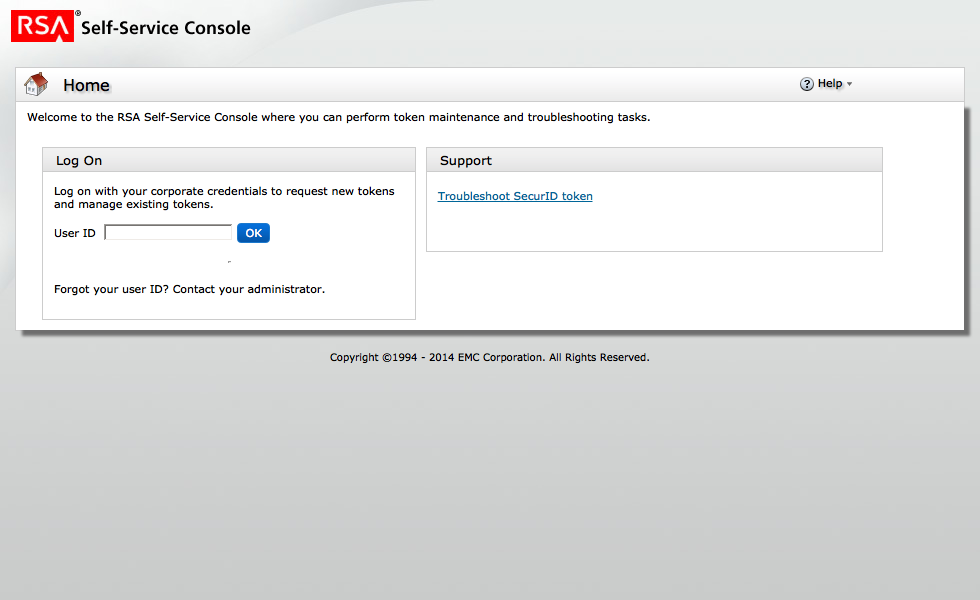 RSA® Self-Service Console
Home
? Help
Welcome to the RSA Self-Service Console where you can perform token maintenance and troubleshooting tasks.
Log On
Log on with your corporate credentials to request new tokens
and manage existing tokens.
User ID OK
Forgot your user ID? Contact your administrator.
Support
Troubleshoot SecurID token
Copyright ©1994 - 2014 EMC Corporation. All Rights Reserved.